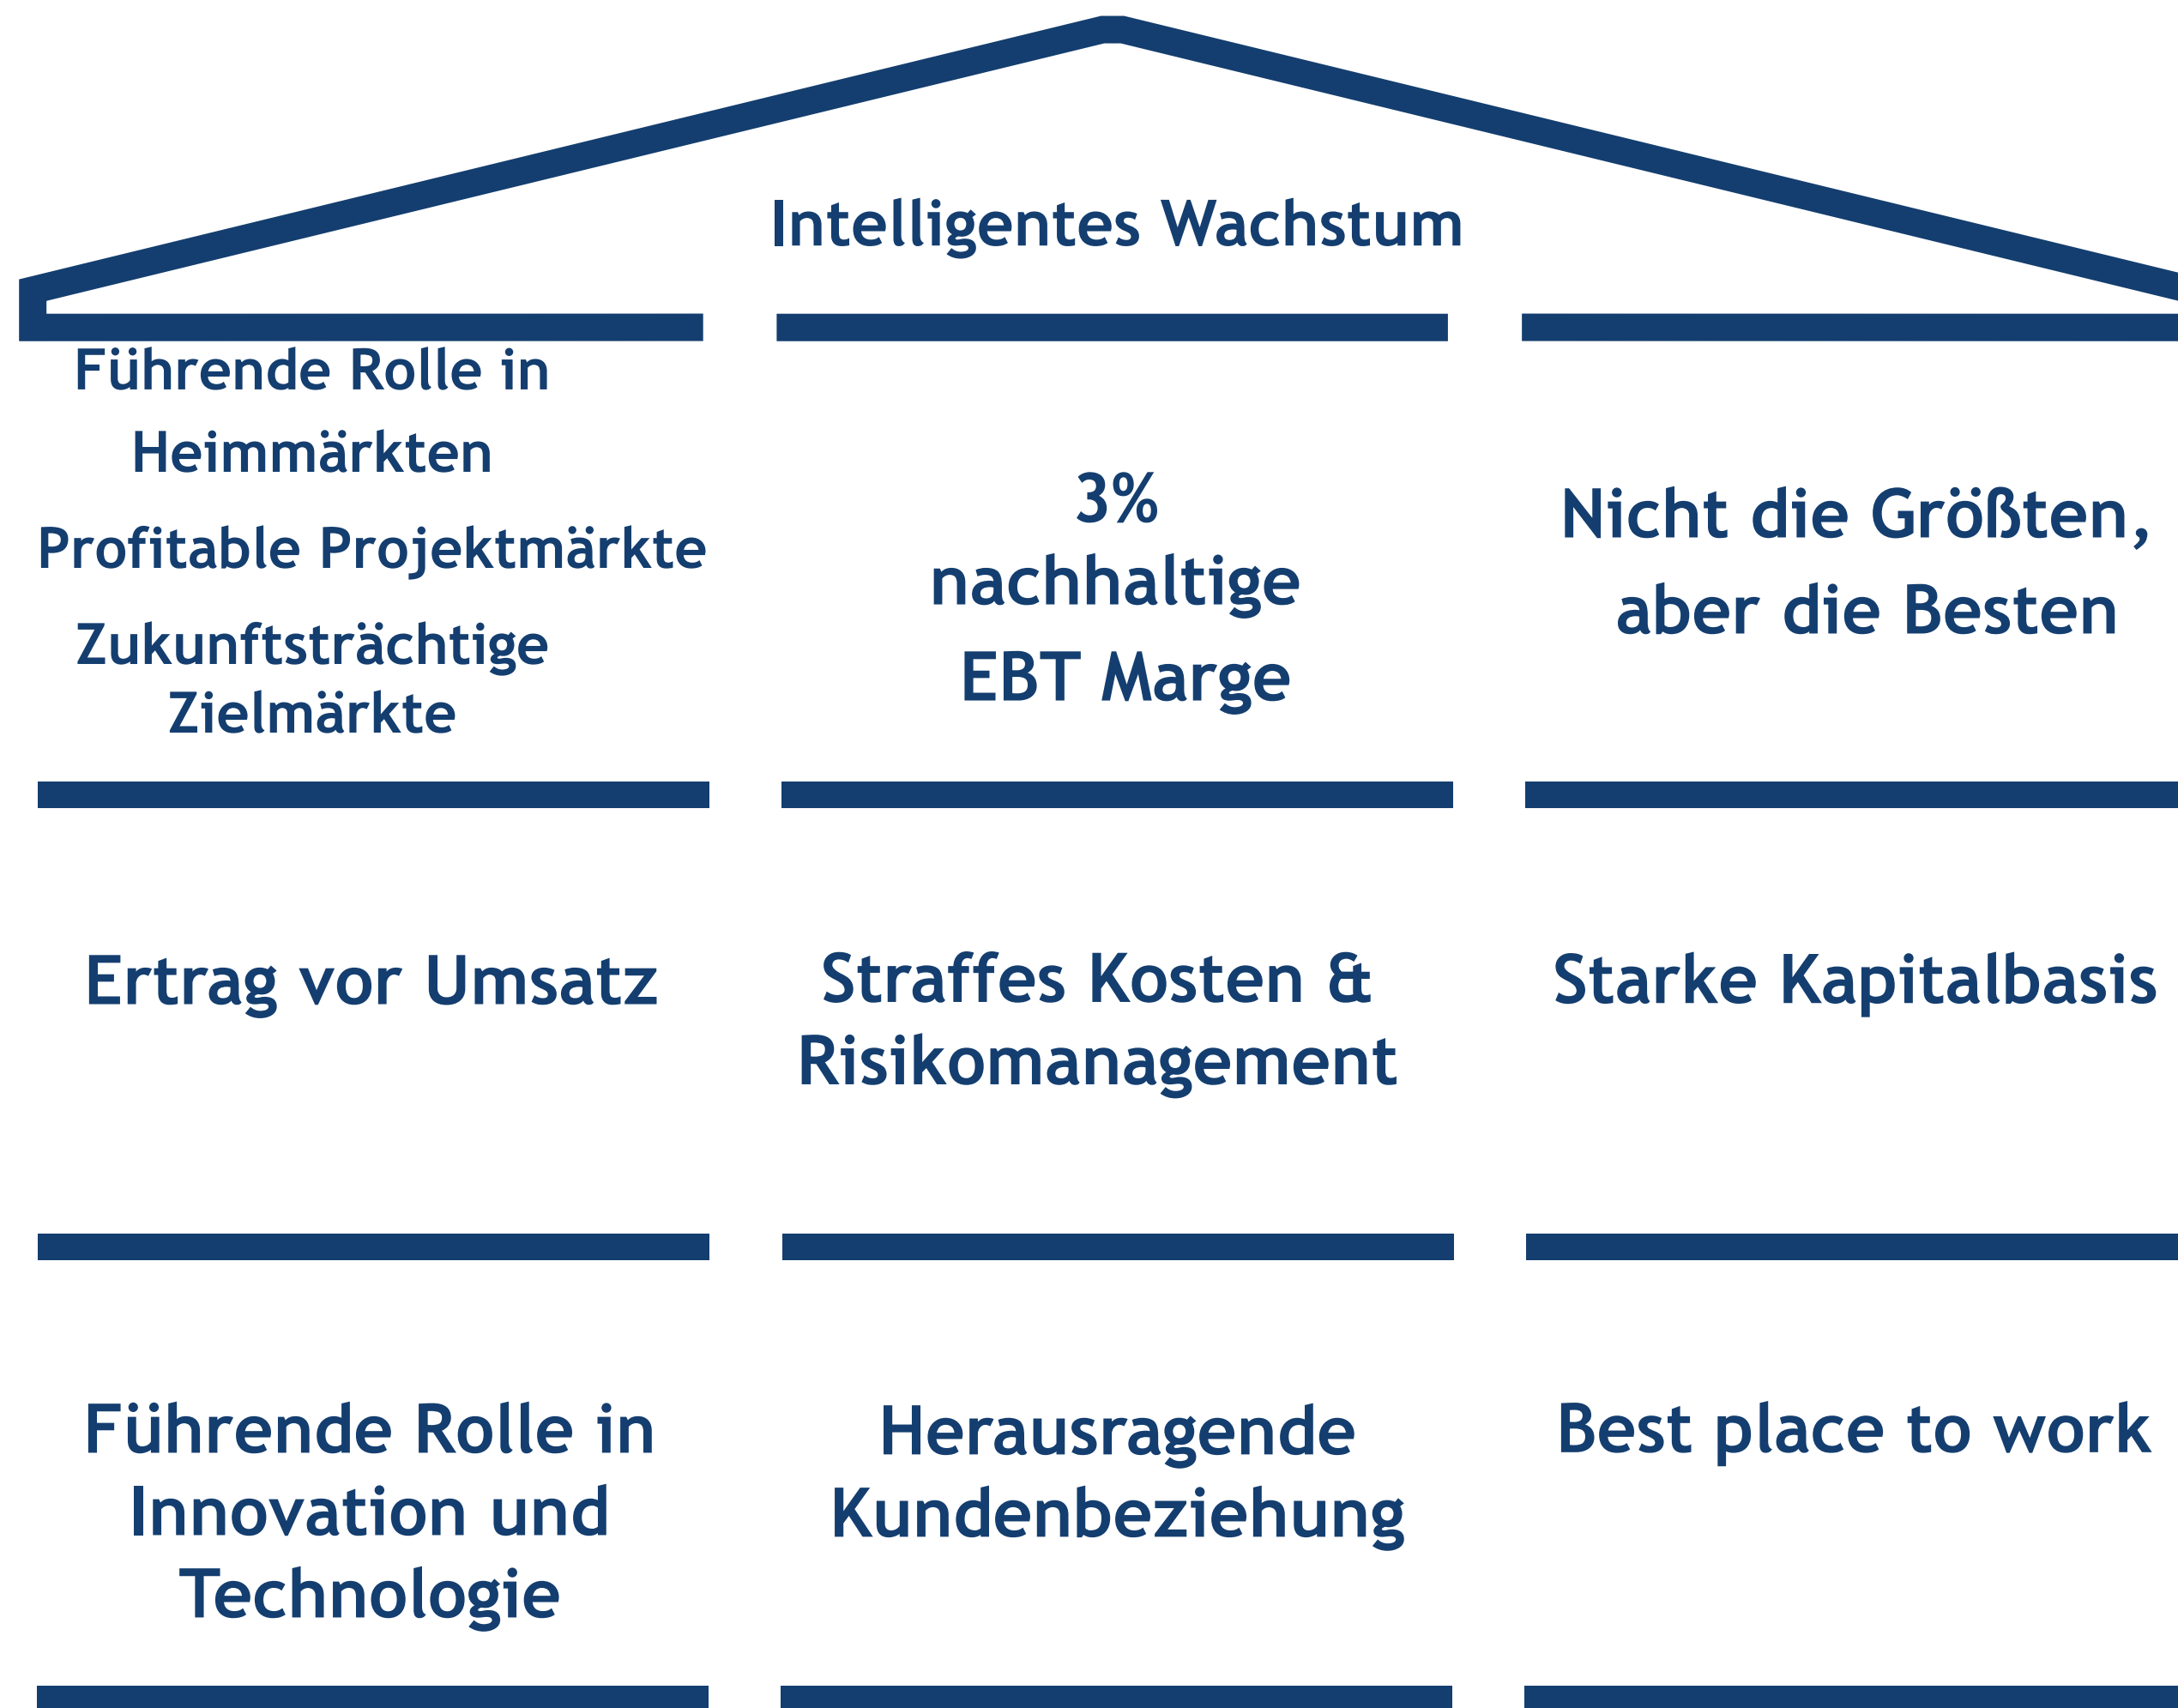 Intelligentes Wachstum
Führende Rolle in
Heimmärkten
Profitable Projektmärkte
Zukunftsträchtige
Zielmärkte
3%
nachhaltige
EBT Marge
Nicht die Größten,
aber die Besten
Ertrag vor Umsatz
Straffes Kosten &
Risikomanagement
Starke Kapitalbasis
Führende Rolle in
Innovation und
Technologie
Herausragende
Kundenbeziehung
Best place to work